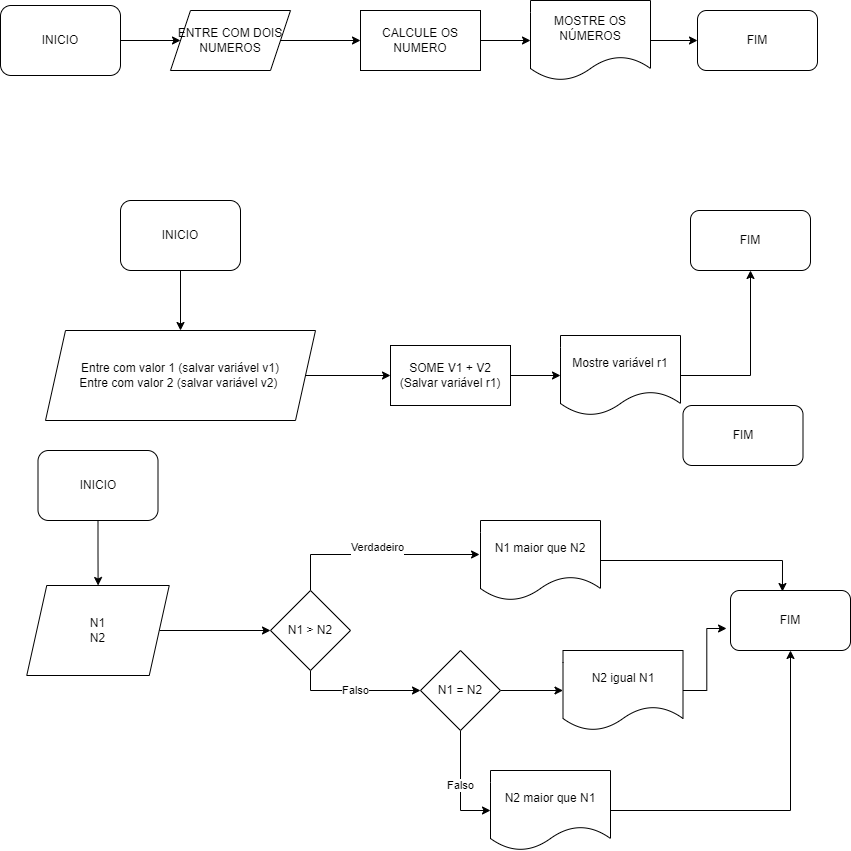 INICIO
ENTRE COM DOIS
NUMEROS
CALCULE OS
NUMERO
MOSTRE OS
NÚMEROS
FIM
INICIO
FIM
Entre com valor 1 (salvar variável v1)
Entre com valor 2 (salvar variável v2)
SOME V1 + V2
(Salvar variável r1)
Mostre variável r1
FIM
INICIO
N1
N2
N1 > N2
Verdadeiro
N1 maior que N2
Falso
N1 = N2
N2 igual N1
Falso
N2 maior que N1
FIM